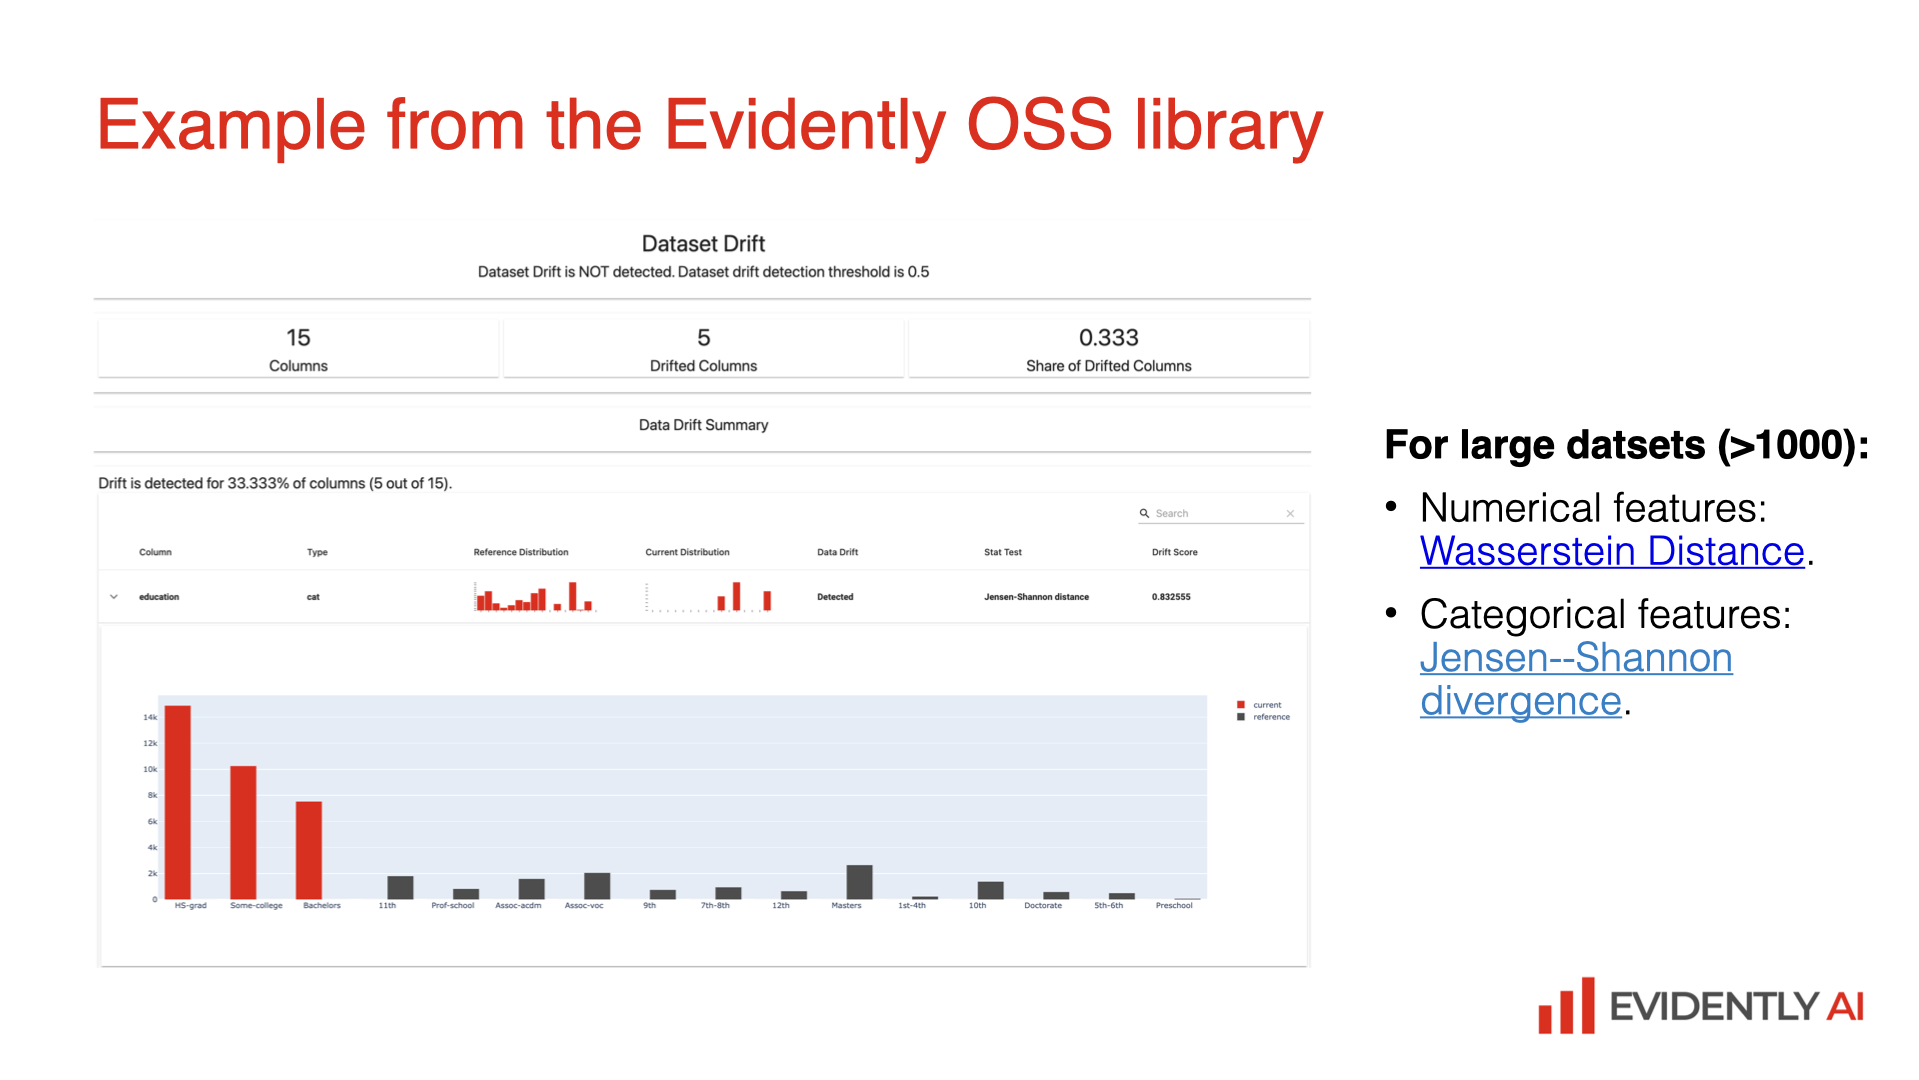 Example from the Evidently OSS library
Dataset Drift
Dataset Drift is NOT detected. Dataset drift detection threshold is 0.5
15
Columns
5
Drifted Columns
0.333
Share of Drifted Columns
Data Drift Summary
Drift is detected for 33.333% of columns (5 out of 15).
Search
Column Type Reference Distribution Current Distribution Data Drift Stat Test Drift Score
education cat Detected Jensen-Shannon distance 0.832555
14k
12k
10k
8k
6k
4k
2k
0
HS-grad Some-college Bachelors 11th Prof-school Assoc-acdm Assoc-voc 9th 7th-8th 12th Masters 1st-4th 10th Doctorate 5th-6th Preschool
current
reference
For large datsets (>1000):
• Numerical features:
Wasserstein Distance.
• Categorical features:
Jensen--Shannon
divergence.
EVIDENTLY AI